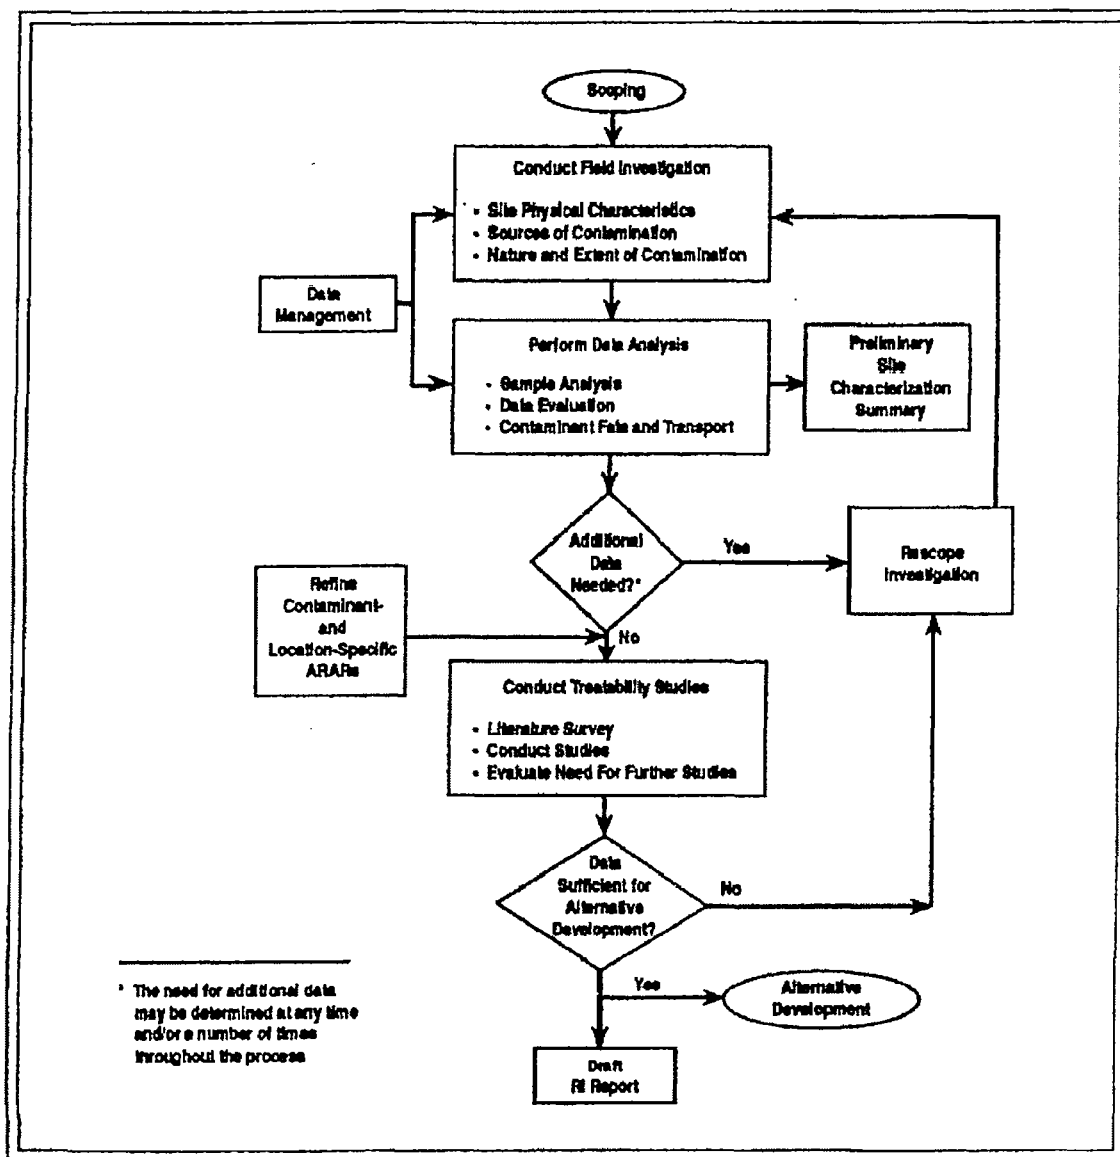 Scoping
Conduct Field Investigation
• Site Physical Characteristics
• Sources of Contamination
• Nature and Extent of Contamination
Data
Management
Perform Data Analysis
• Sample Analysis
• Data Evaluation
• Contaminant Fate and Transport
Preliminary
Site
Characterization
Summary
Additional
Data
Needed?*
Yes
Rescope
Investigation
Refine
Contaminant-
and
Location-Specific
ARARs
No
Conduct Treatability Studies
• Literature Survey
• Conduct Studies
• Evaluate Need For Further Studies
Data
Sufficient for
Alternative
Development?
No
Yes
Alternative
Development
Draft
RI Report
* The need for additional data
may be determined at any time
and/or a number of times
throughout the process